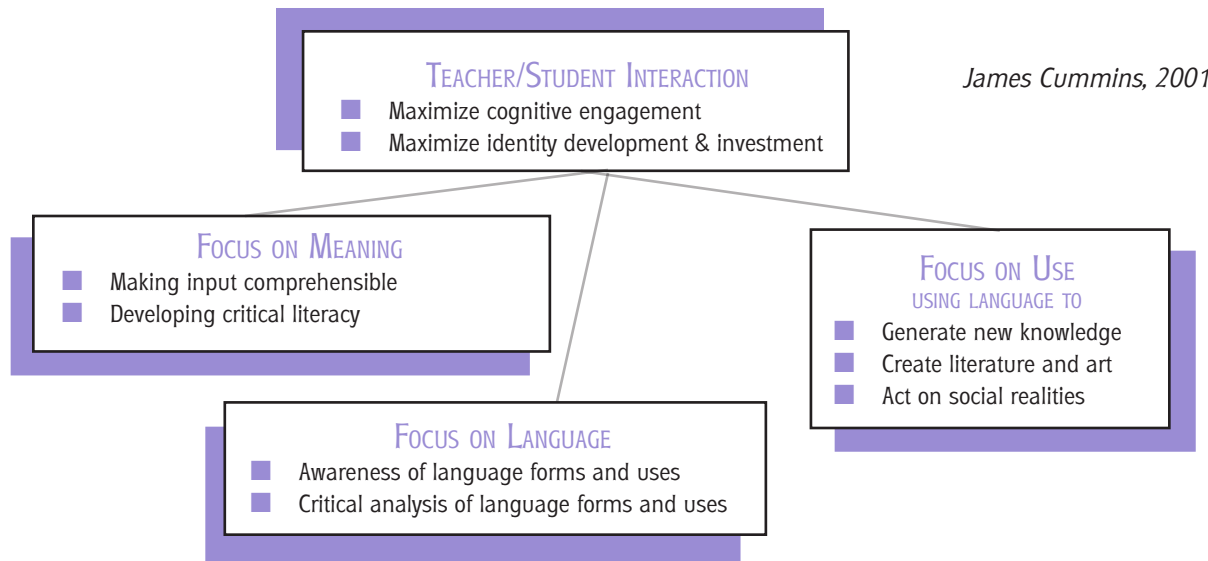 TEACHER/STUDENT INTERACTION
Maximize cognitive engagement
Maximize identity development & investment
James Cummins, 2001
FOCUS ON MEANING
Making input comprehensible
Developing critical literacy
FOCUS ON USE
USING LANGUAGE TO
Generate new knowledge
Create literature and art
Act on social realities
FOCUS ON LANGUAGE
Awareness of language forms and uses
Critical analysis of language forms and uses